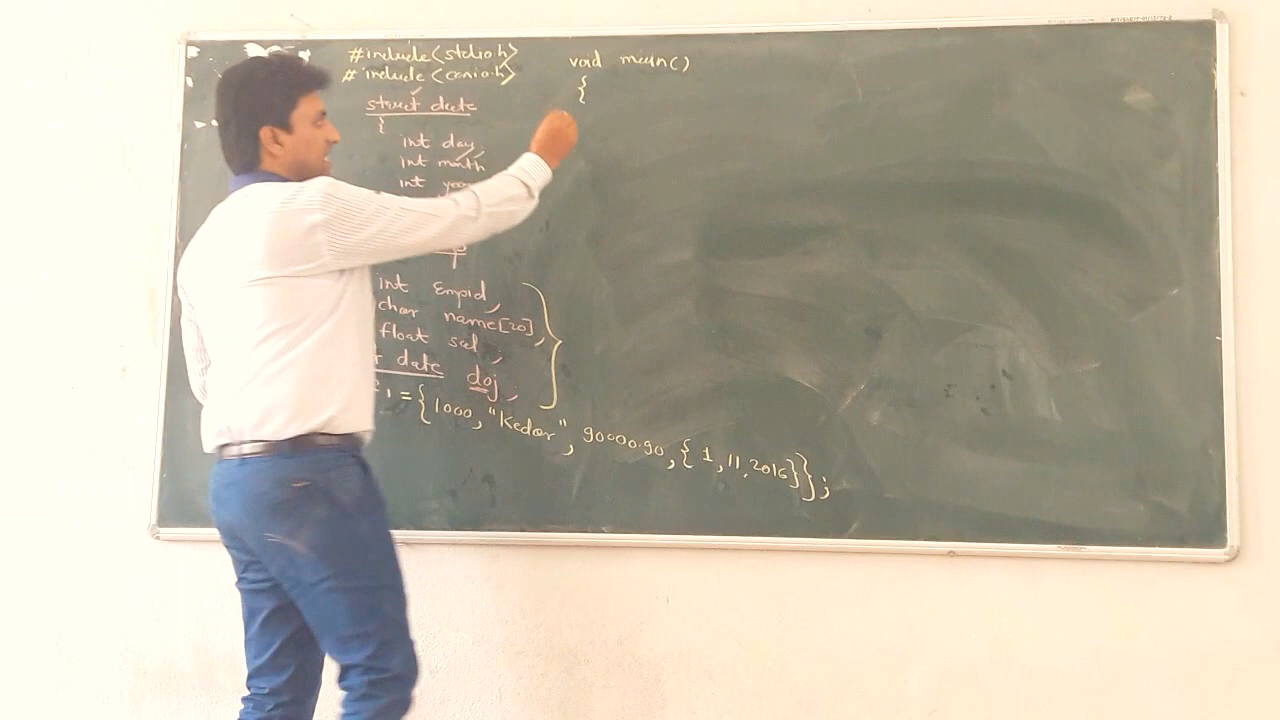 #include<stdio.h>
#include<conio.h>
struct date
{
int day;
int month;
int
int Empid,
char name[20],
float sal,
date doj,
1 = {1000, "Kedar", 90000.90, {1, 11, 2016}};
void main()
{